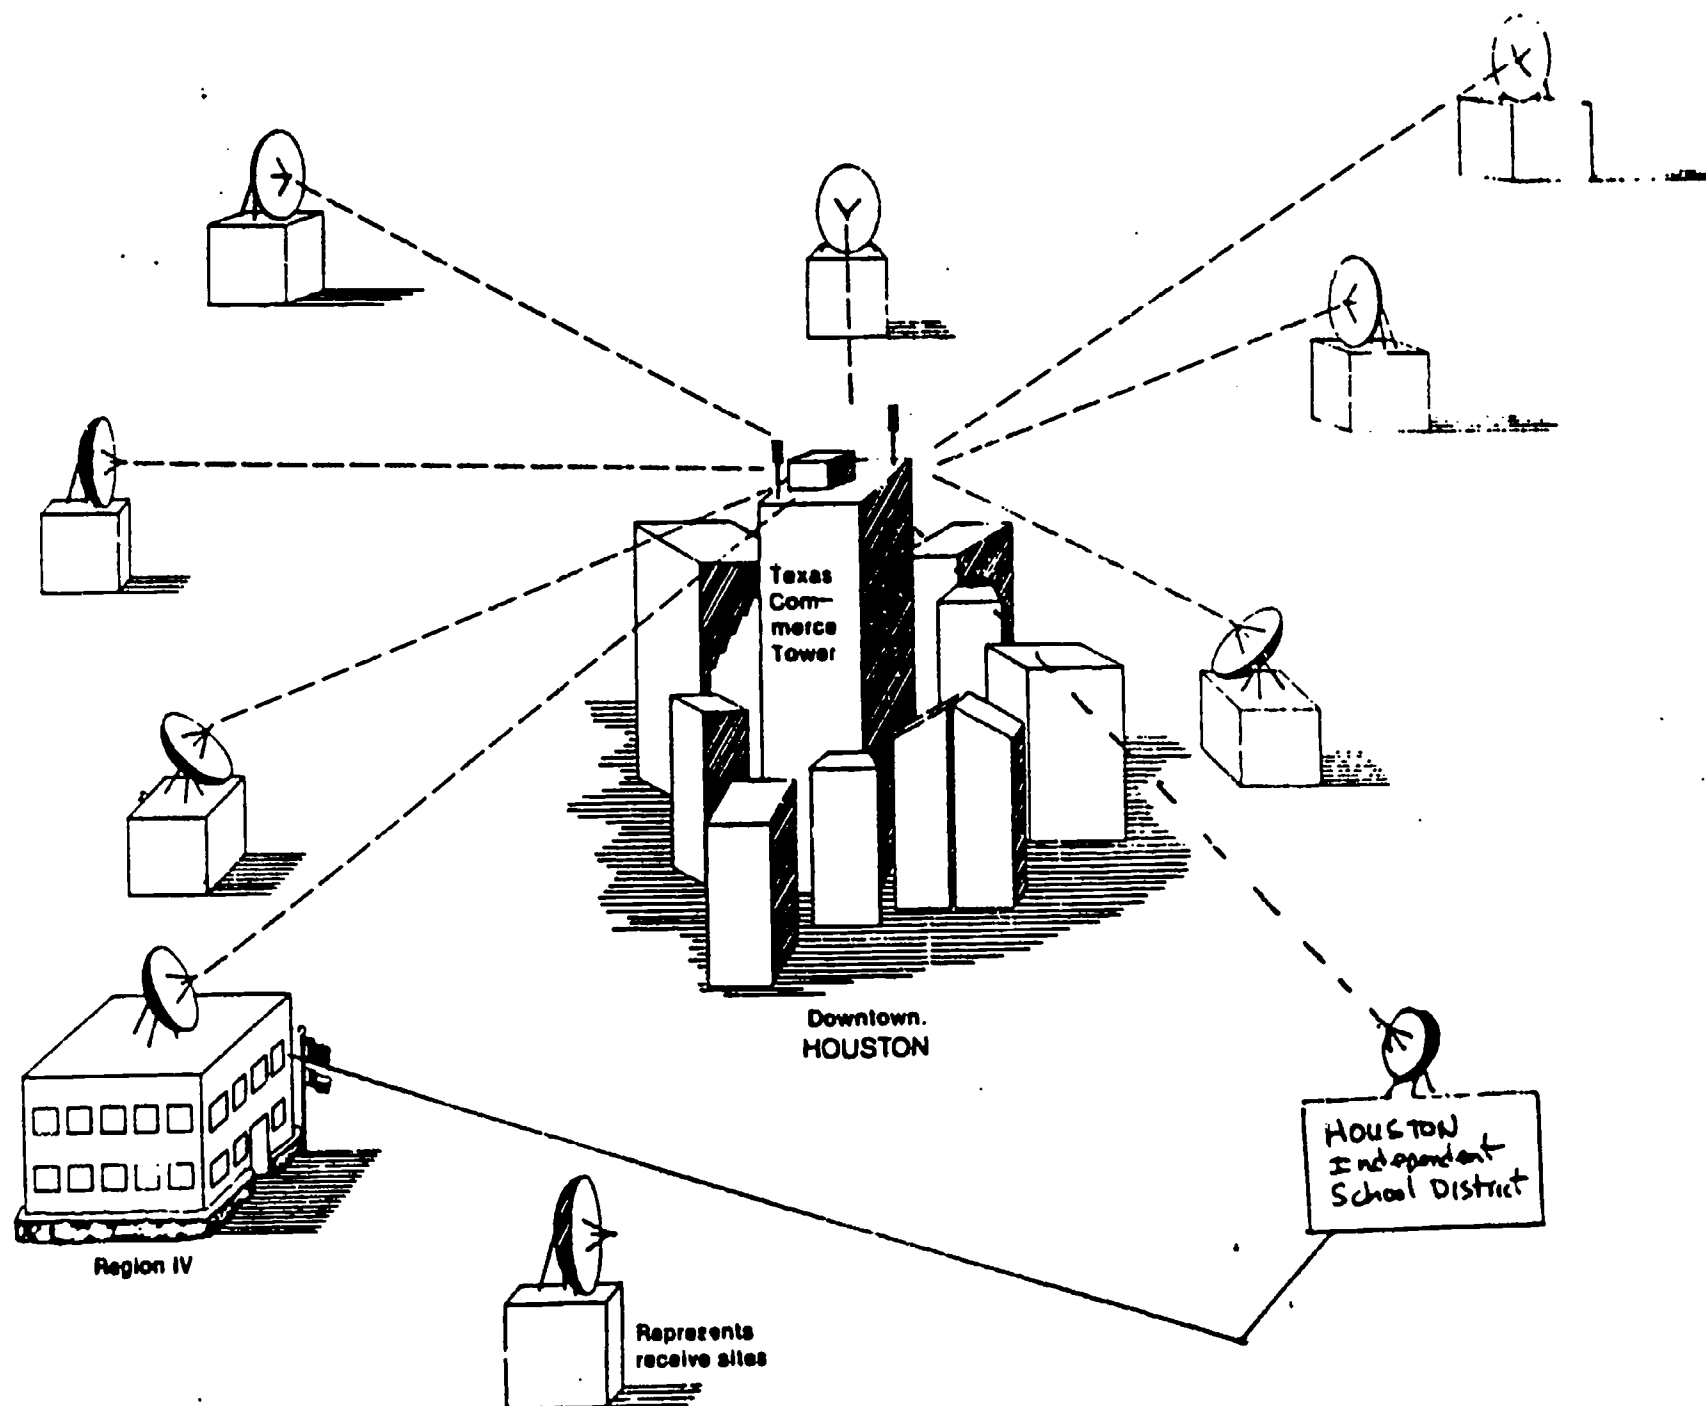 Texas
Com-
merce
Tower
Downtown.
HOUSTON
HOUSTON
Independent
School District
Region IV
Represents
receive sites